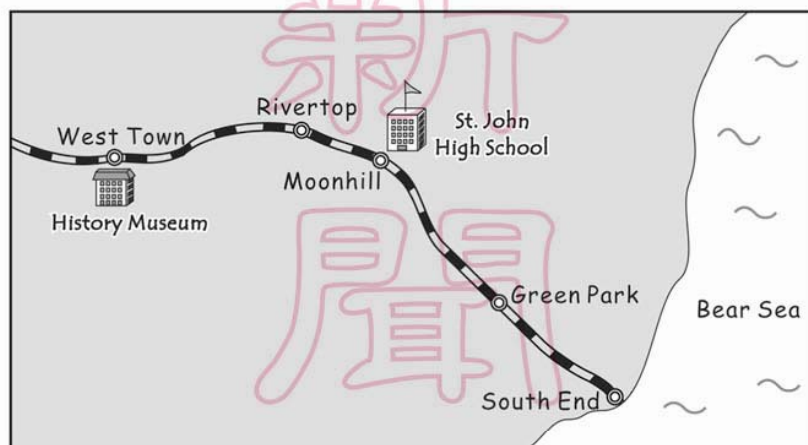 新
聞
Rivertop
West Town
St. John
High School
Moonhill
History Museum
Green Park
Bear Sea
South End